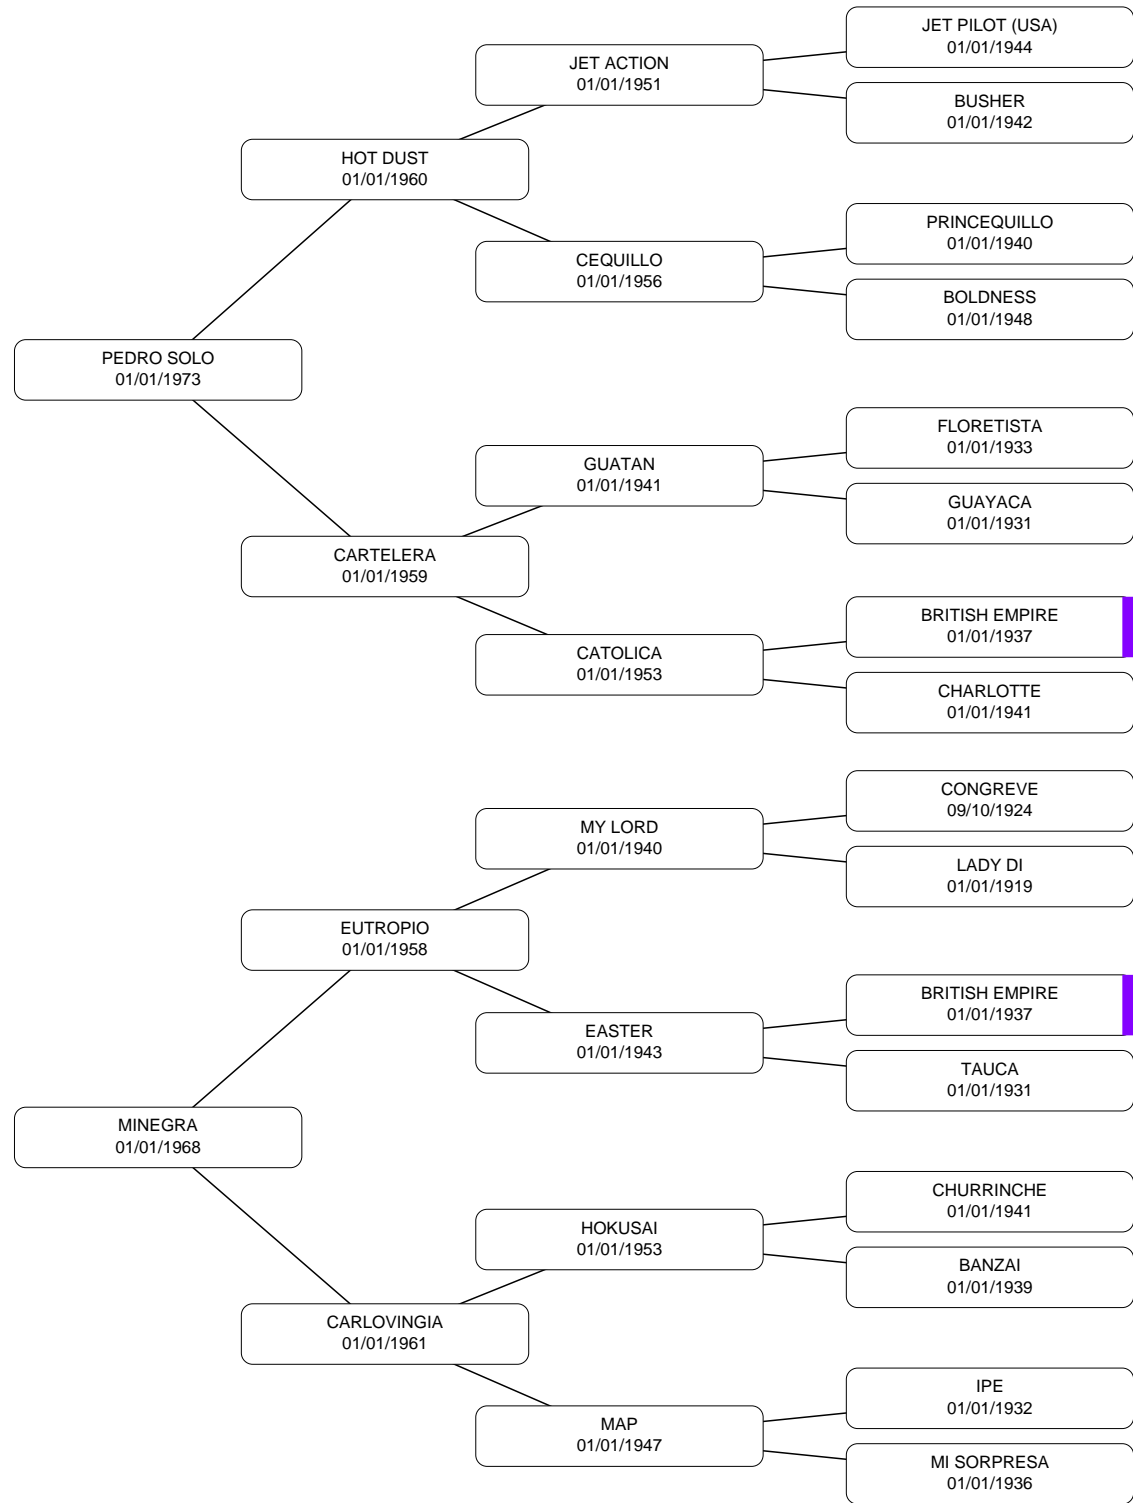 JET PILOT (USA)
01/01/1944
JET ACTION
01/01/1951
BUSHER
01/01/1942
HOT DUST
01/01/1960
PRINCEQUILLO
01/01/1940
CEQUILLO
01/01/1956
BOLDNESS
01/01/1948
PEDRO SOLO
01/01/1973
FLORETISTA
01/01/1933
GUATAN
01/01/1941
GUAYACA
01/01/1931
CARTELERA
01/01/1959
BRITISH EMPIRE
01/01/1937
CATOLICA
01/01/1953
CHARLOTTE
01/01/1941
CONGREVE
09/10/1924
MY LORD
01/01/1940
LADY DI
01/01/1919
EUTROPIO
01/01/1958
BRITISH EMPIRE
01/01/1937
EASTER
01/01/1943
TAUCA
01/01/1931
MINEGRA
01/01/1968
CHURRINCHE
01/01/1941
HOKUSAI
01/01/1953
BANZAI
01/01/1939
CARLOVINGIA
01/01/1961
IPE
01/01/1932
MAP
01/01/1947
MI SORPRESA
01/01/1936